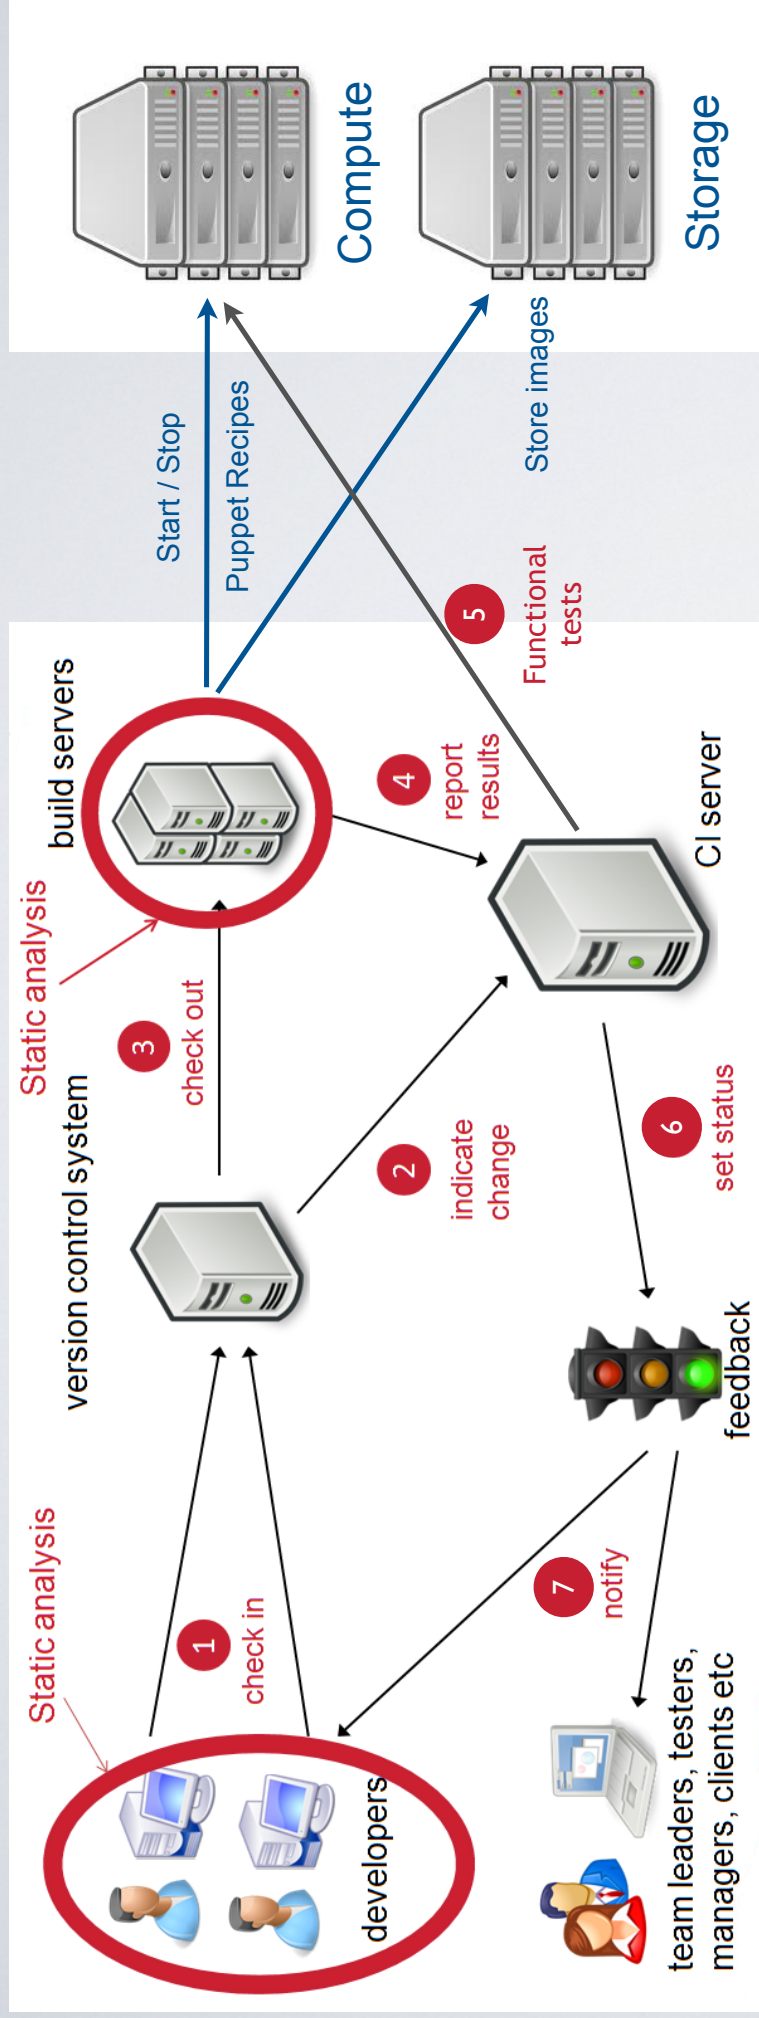 Static analysis
developers
1
check in
version control system
3
check out
Static analysis
build servers
2
indicate
change
4
report
results
CI server
Start / Stop
Puppet Recipes
5
Functional
tests
Store images
Compute
Storage
6
set status
feedback
7
notify
team leaders, testers,
managers, clients etc